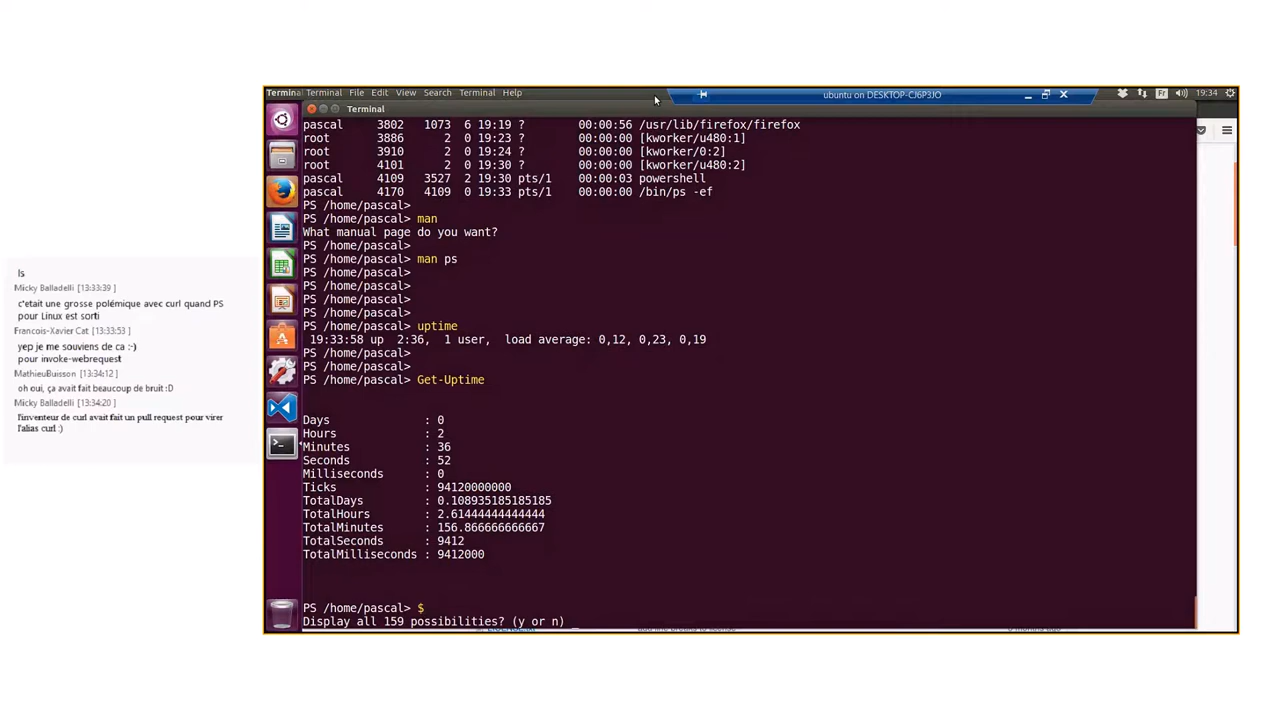 ls
Micky Balladelli [13:33:39]
c'etait une grosse polémique avec curl quand PS
pour Linux est sorti
Francois-Xavier Cat [13:33:53]
yep je me souviens de ca :-)
pour invoke-webrequest
MathieuBuisson [13:34:12]
oh oui, ça avait fait beaucoup de bruit :D
Micky Balladelli [13:34:20]
l'inventeur de curl avait fait un pull request pour virer
l'alias curl :)
Terminal Terminal File Edit View Search Terminal Help
ubuntu on DESKTOP-CJ6P3JO
Fr 19:34
Terminal
pascal 3802 1073 6 19:19 ? 00:00:56 /usr/lib/firefox/firefox
root 3886 2 0 19:23 ? 00:00:00 [kworker/u480:1]
root 3910 2 0 19:24 ? 00:00:00 [kworker/0:2]
root 4101 2 0 19:30 ? 00:00:00 [kworker/u480:2]
pascal 4109 3527 2 19:30 pts/1 00:00:03 powershell
pascal 4170 4109 0 19:33 pts/1 00:00:00 /bin/ps -ef
PS /home/pascal>
PS /home/pascal> man
What manual page do you want?
PS /home/pascal>
PS /home/pascal> man ps
PS /home/pascal>
PS /home/pascal>
PS /home/pascal>
PS /home/pascal>
PS /home/pascal> uptime
19:33:58 up 2:36, 1 user, load average: 0,12, 0,23, 0,19
PS /home/pascal>
PS /home/pascal>
PS /home/pascal> Get-Uptime
Days : 0
Hours : 2
Minutes : 36
Seconds : 52
Milliseconds : 0
Ticks : 94120000000
TotalDays : 0.108935185185185
TotalHours : 2.61444444444444
TotalMinutes : 156.866666666667
TotalSeconds : 9412
TotalMilliseconds : 9412000
PS /home/pascal> $
Display all 159 possibilities? (y or n)